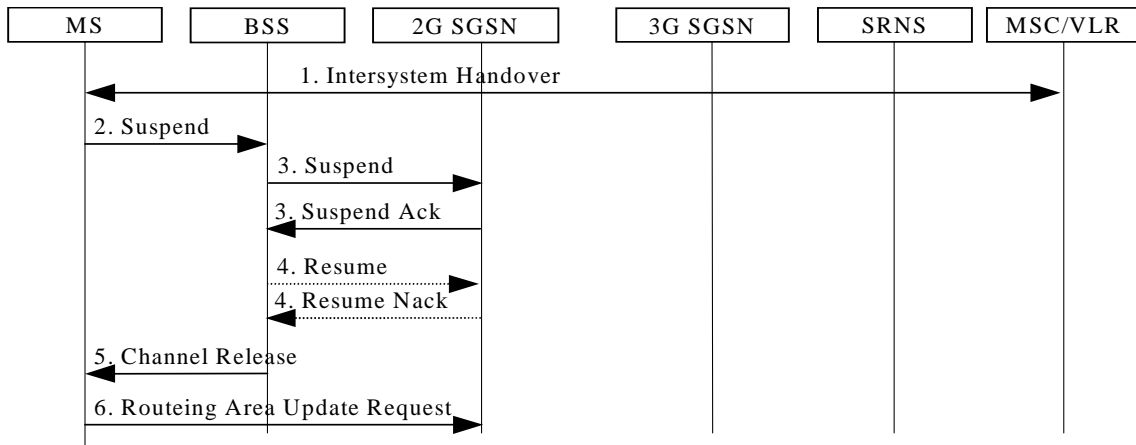 MS BSS 2G SGSN 3G SGSN SRNS MSC/VLR
1. Intersystem Handover
2. Suspend
3. Suspend
3. Suspend Ack
4. Resume
4. Resume Nack
5. Channel Release
6. Routeing Area Update Request